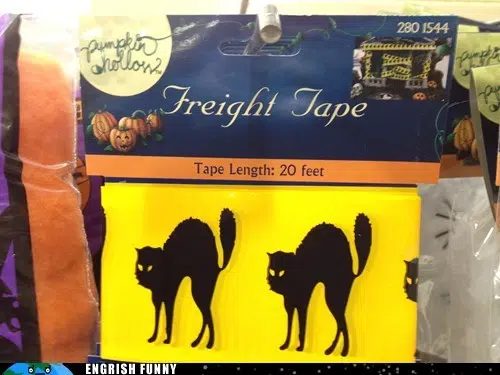 280 1544
pumpkin
hollow
Freight Tape
Tape Length: 20 feet
ENGRISH FUNNY